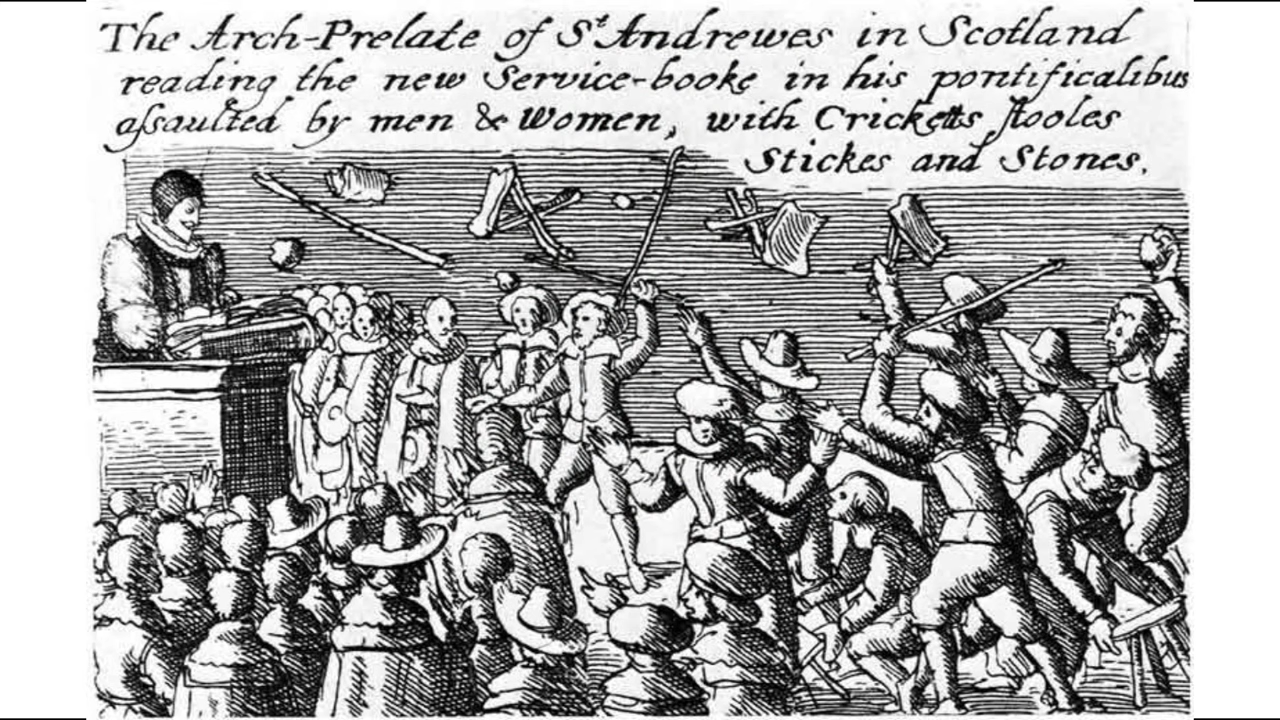 The Arch-Prelate of St Andrewes in Scotland
reading the new Service-booke in his pontificalibus
assaulted by men & Women, with Cricketts stooles
Stickes and Stones.